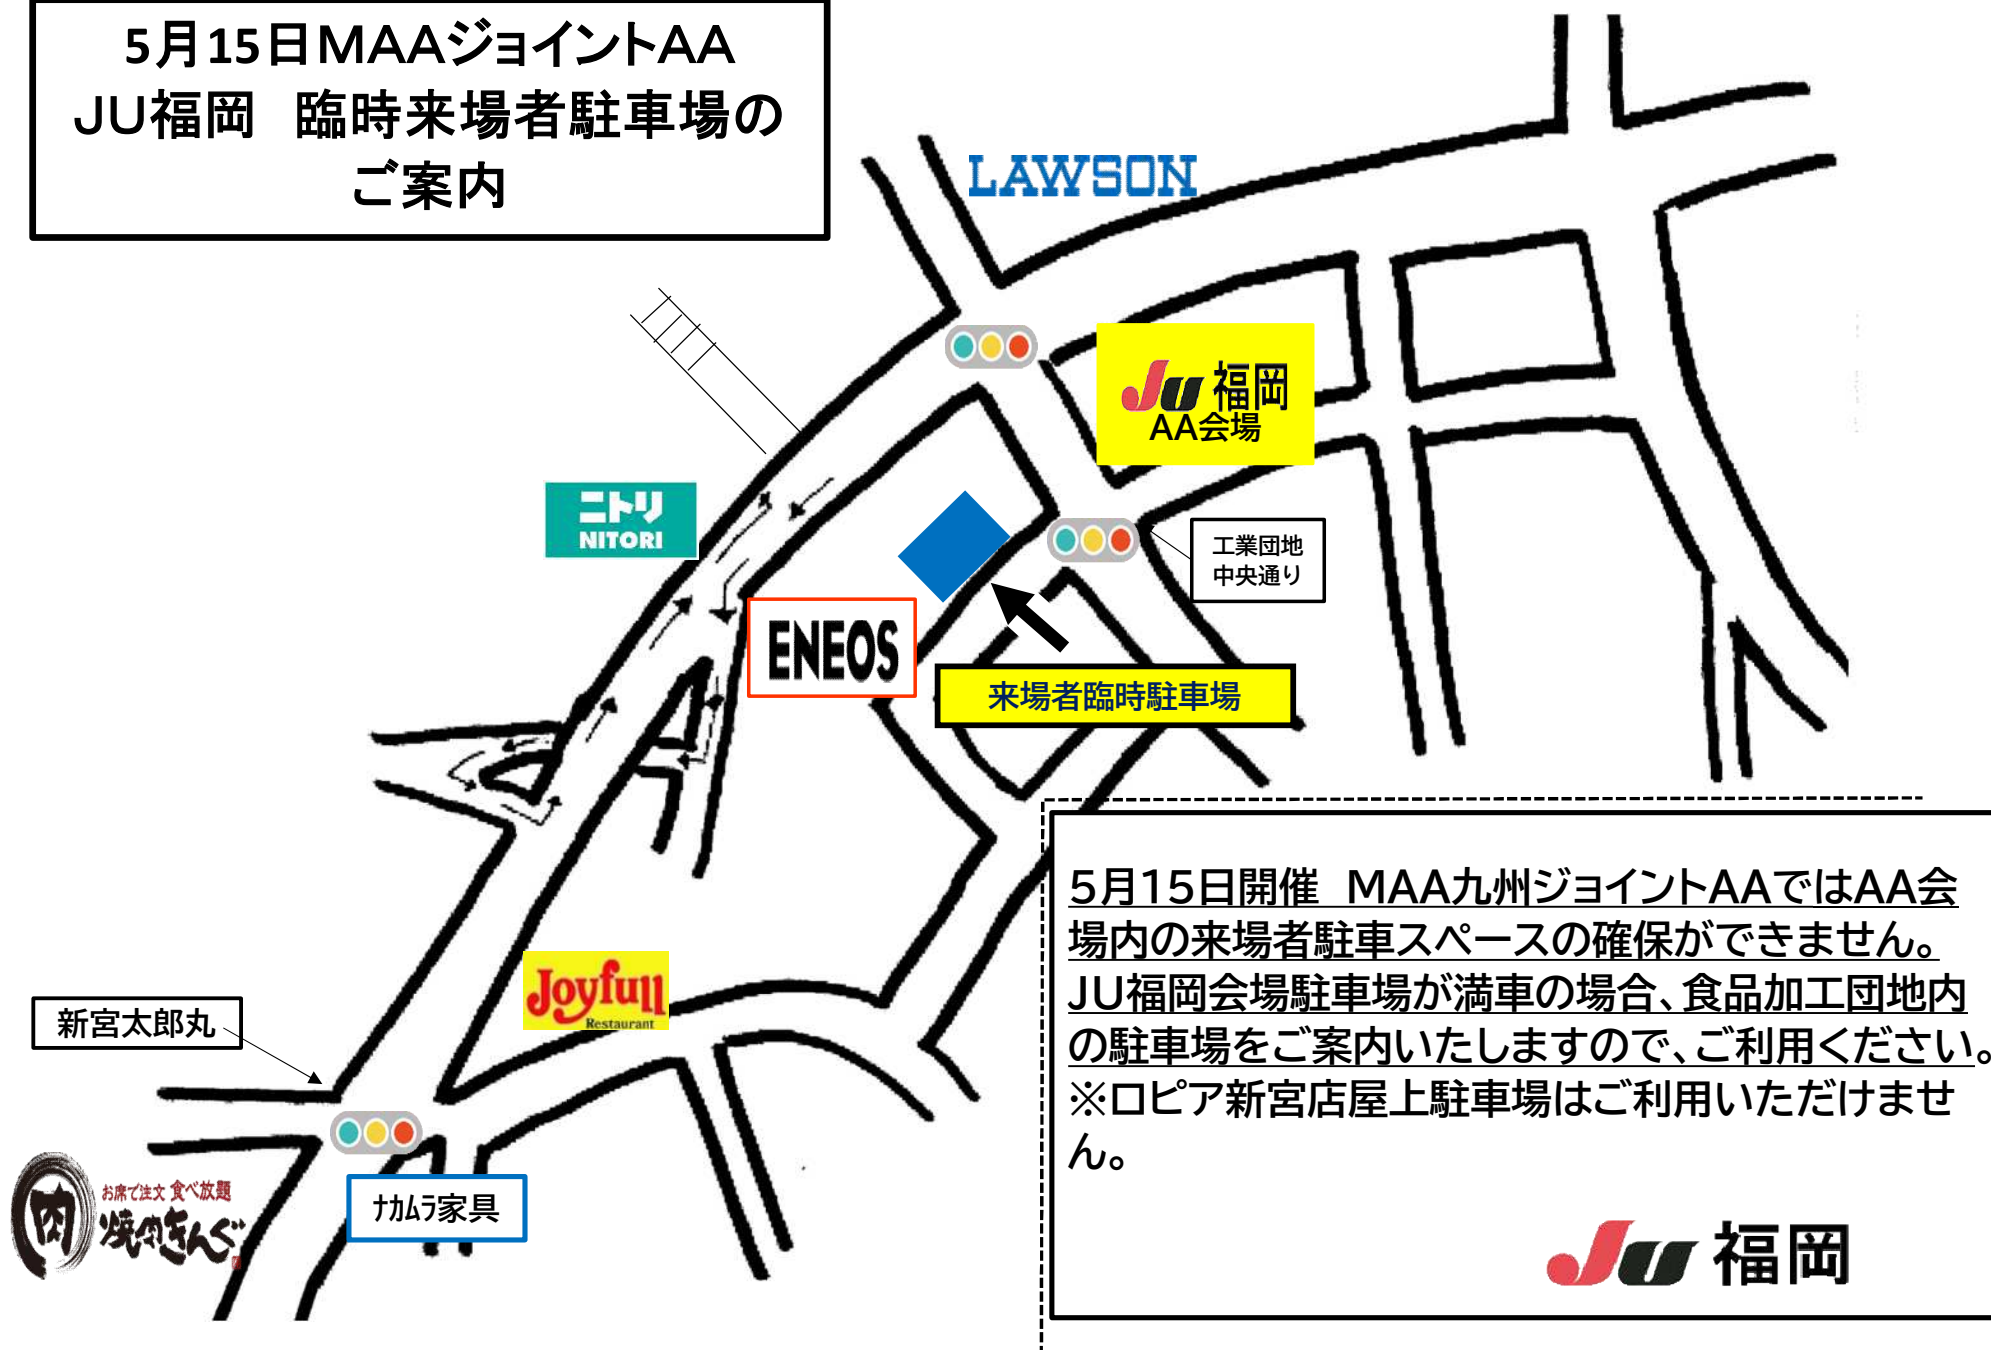 5月15日MAAジョイントAA
JU福岡　臨時来場者駐車場の
ご案内
LAWSON
JU 福岡
AA会場
ニトリ
NITORI
工業団地
中央通り
ENEOS
来場者臨時駐車場
5月15日開催　MAA九州ジョイントAAではAA会
場内の来場者駐車スペースの確保ができません。
JU福岡会場駐車場が満車の場合、食品加工団地内
の駐車場をご案内いたしますので、ご利用ください。
※ロピア新宮店屋上駐車場はご利用いただけませ
ん。
Joyfull
Restaurant
新宮太郎丸
ﾅｶﾑﾗ家具
肉
お席で注文 食べ放題
焼肉きんぐ
JU 福岡